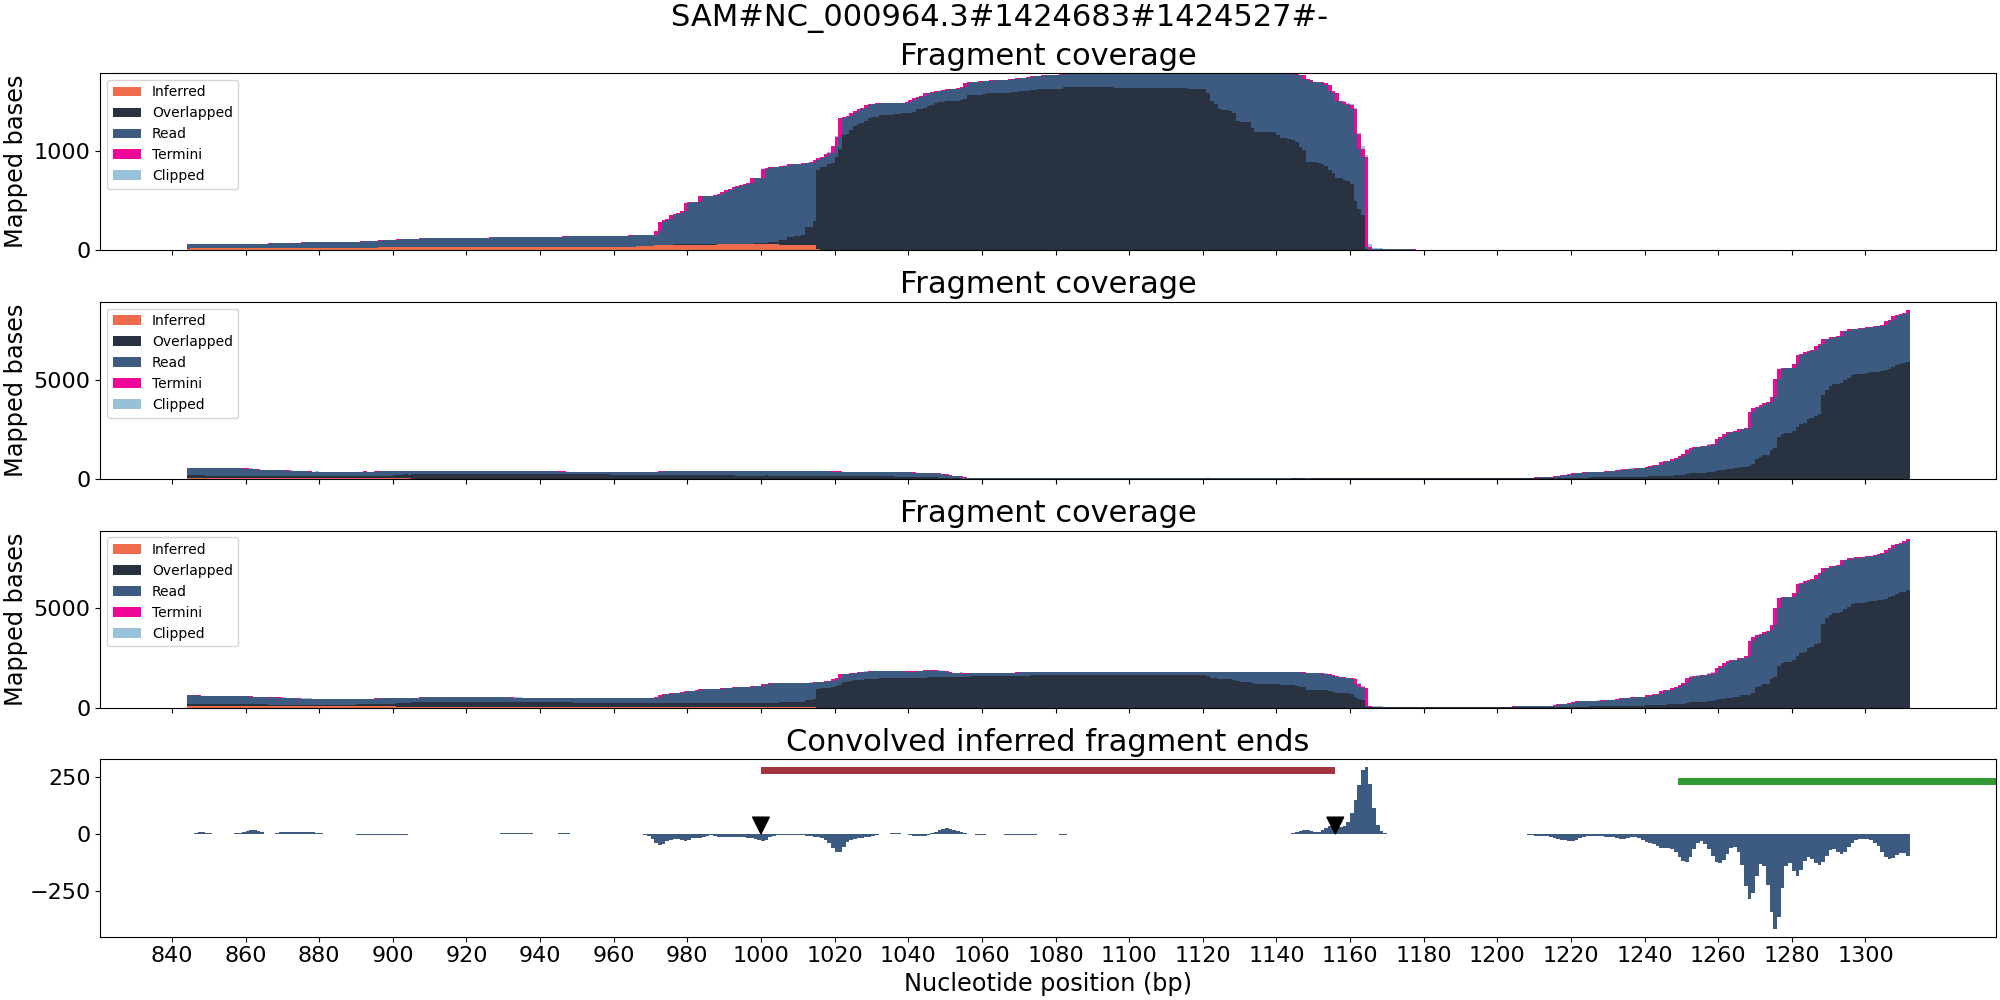 SAM#NC_000964.3#1424683#1424527#-
Fragment coverage
Mapped bases
1000
0
Inferred
Overlapped
Read
Termini
Clipped
Fragment coverage
Mapped bases
5000
0
Inferred
Overlapped
Read
Termini
Clipped
Fragment coverage
Mapped bases
5000
0
Inferred
Overlapped
Read
Termini
Clipped
Convolved inferred fragment ends
250
0
−250
840 860 880 900 920 940 960 980 1000 1020 1040 1060 1080 1100 1120 1140 1160 1180 1200 1220 1240 1260 1280 1300
Nucleotide position (bp)